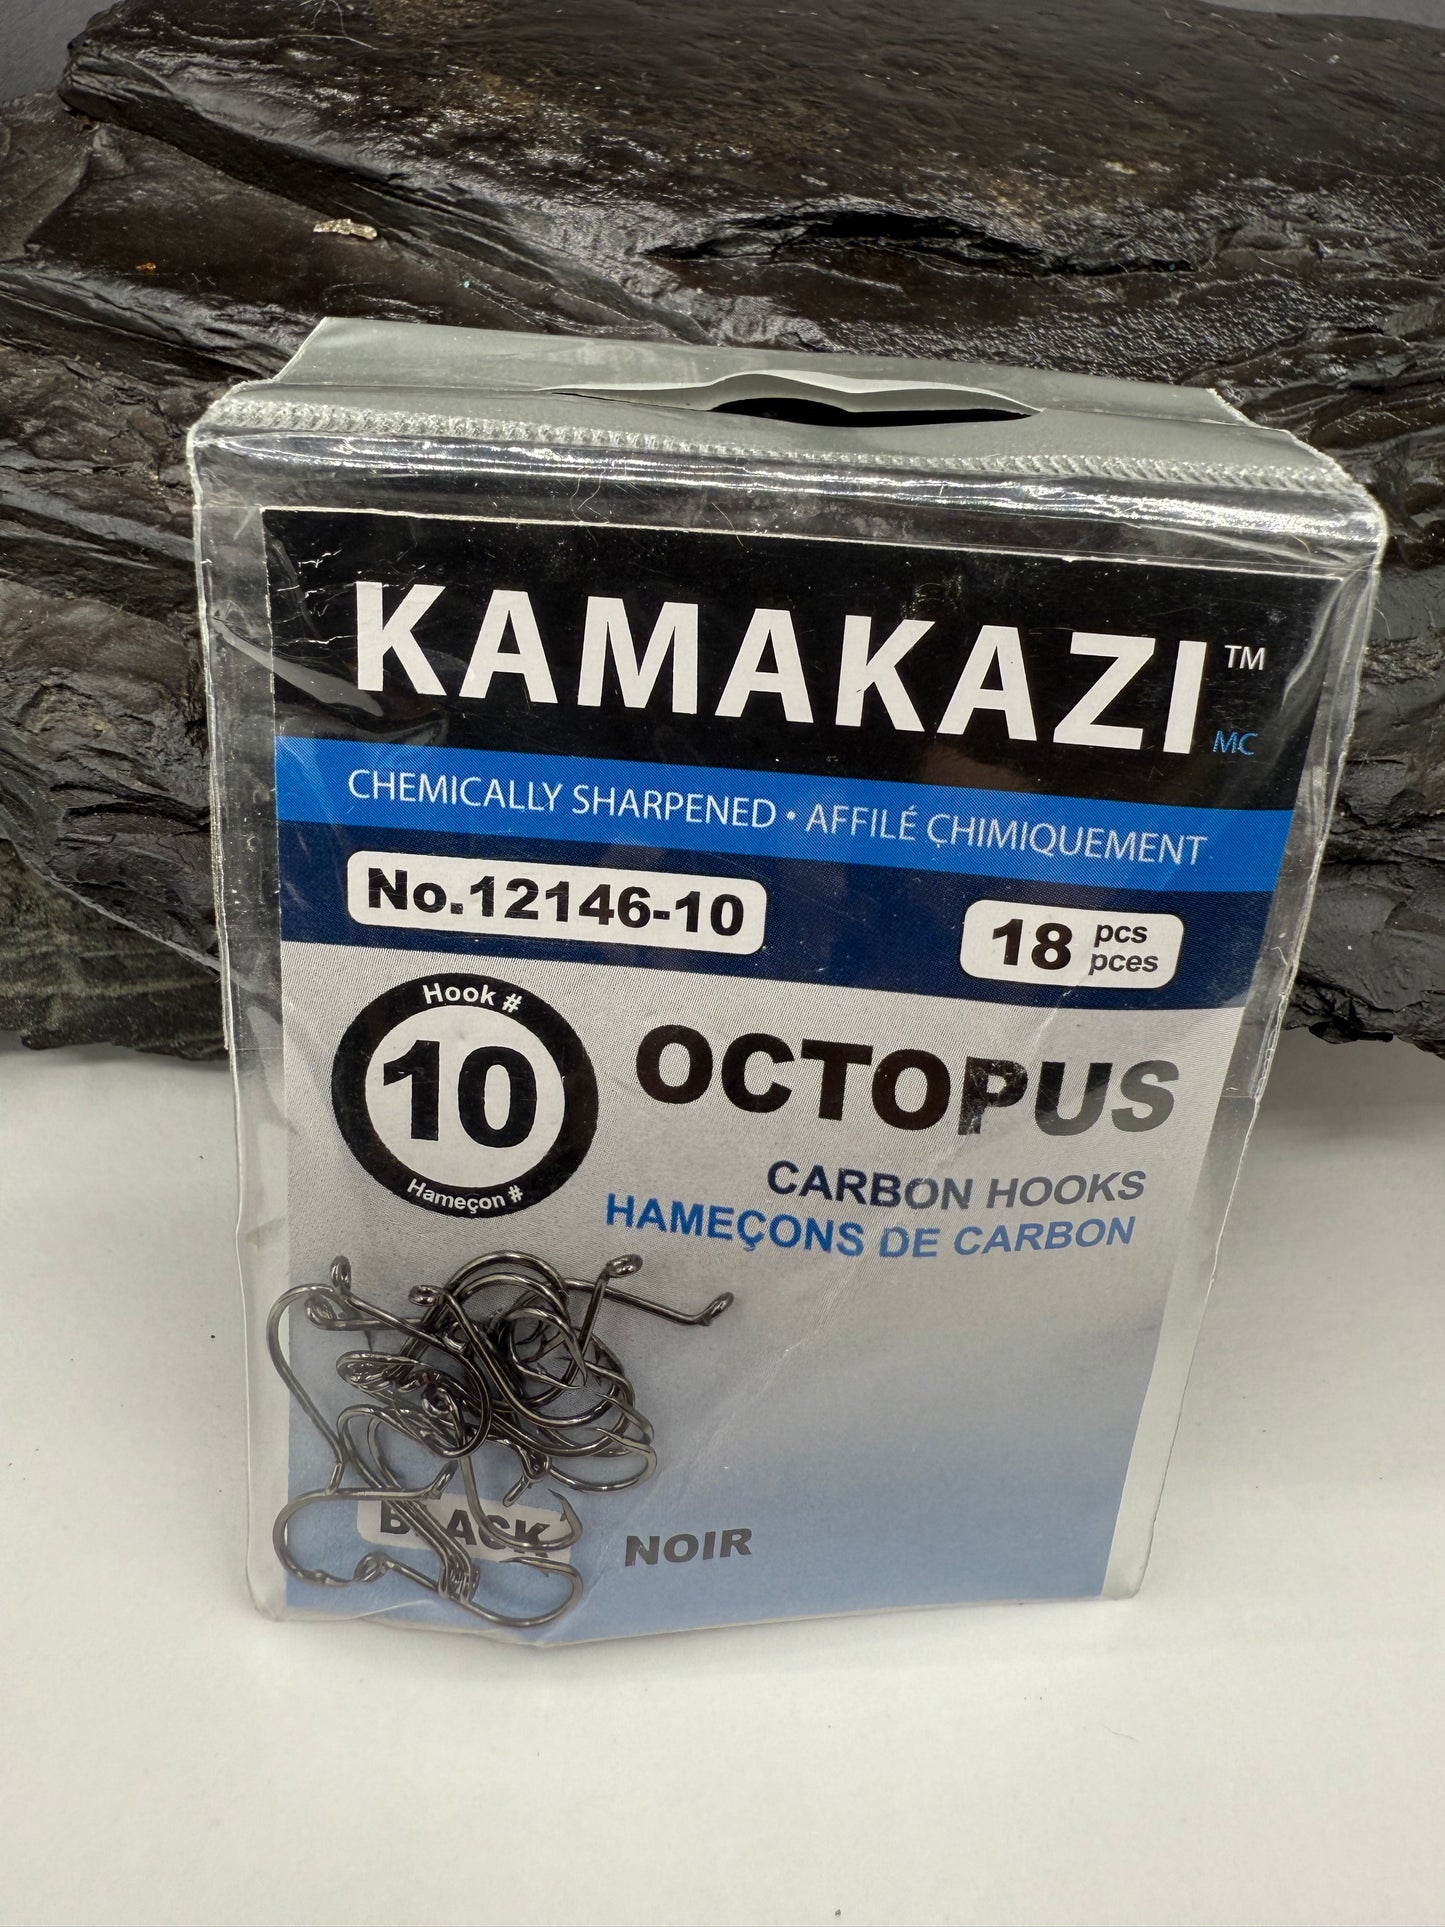 KAMAKAZI™
MC
CHEMICALLY SHARPENED • AFFILÉ ÇHIMIQUEMENT
No.12146-10
18 pcs
pces
Hook #
10
Hameçon #
OCTOPUS
CARBON HOOKS
HAMEÇONS DE CARBON
BLACK NOIR